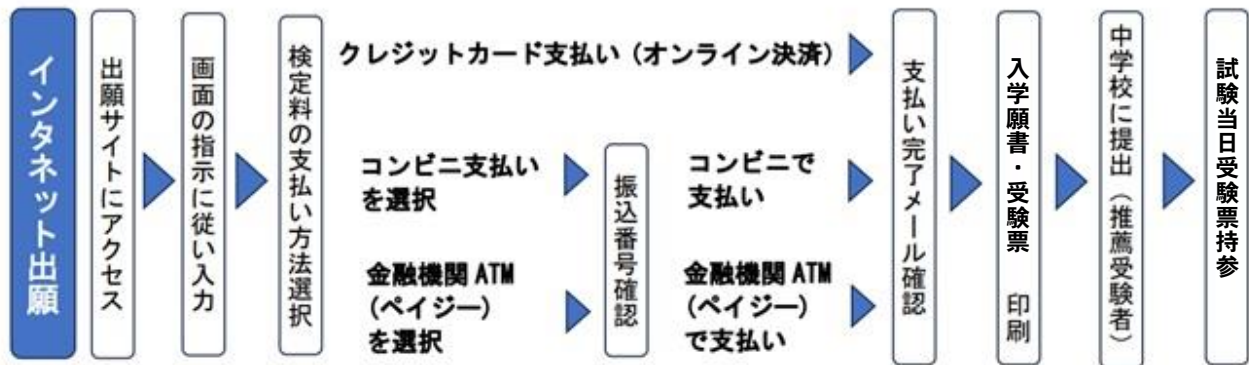 インタネット出願
出願サイトにアクセス
画面の指示に従い入力
検定料の支払い方法選択
クレジットカード支払い（オンライン決済）
コンビニ支払い
を選択
金融機関 ATM
（ペイジー）
を選択
振込番号確認
コンビニで
支払い
金融機関 ATM
（ペイジー）
で支払い
支払い完了メール確認
入学願書・受験票 印刷
中学校に提出（推薦受験者）
試験当日受験票持参